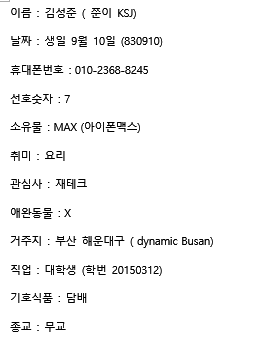 이름 : 김성준 ( 쭌이 KSJ)
날짜 : 생일 9월 10일 (830910)
휴대폰번호 : 010-2368-8245
선호숫자 : 7
소유물 : MAX (아이폰맥스)
취미 : 요리
관심사 : 재테크
애완동물 : X
거주지 : 부산 해운대구 ( dynamic Busan)
직업 : 대학생 (학번 20150312)
기호식품 : 담배
종교 : 무교